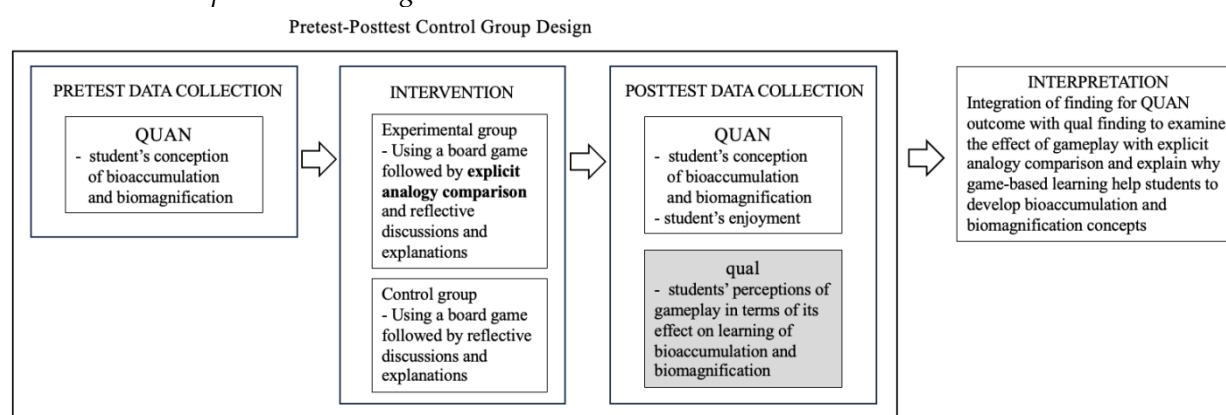 Pretest-Posttest Control Group Design
PRETEST DATA COLLECTION
QUAN
- student's conception
of bioaccumulation
and biomagnification
INTERVENTION
Experimental group
- Using a board game
followed by explicit
analogy comparison
and reflective
discussions and
explanations
Control group
- Using a board game
followed by reflective
discussions and
explanations
POSTTEST DATA COLLECTION
QUAN
- student's conception
of bioaccumulation
and biomagnification
- student's enjoyment
qual
- students' perceptions of
gameplay in terms of its
effect on learning of
bioaccumulation and
biomagnification
INTERPRETATION
Integration of finding for QUAN
outcome with qual finding to examine
the effect of gameplay with explicit
analogy comparison and explain why
game-based learning help students to
develop bioaccumulation and
biomagnification concepts